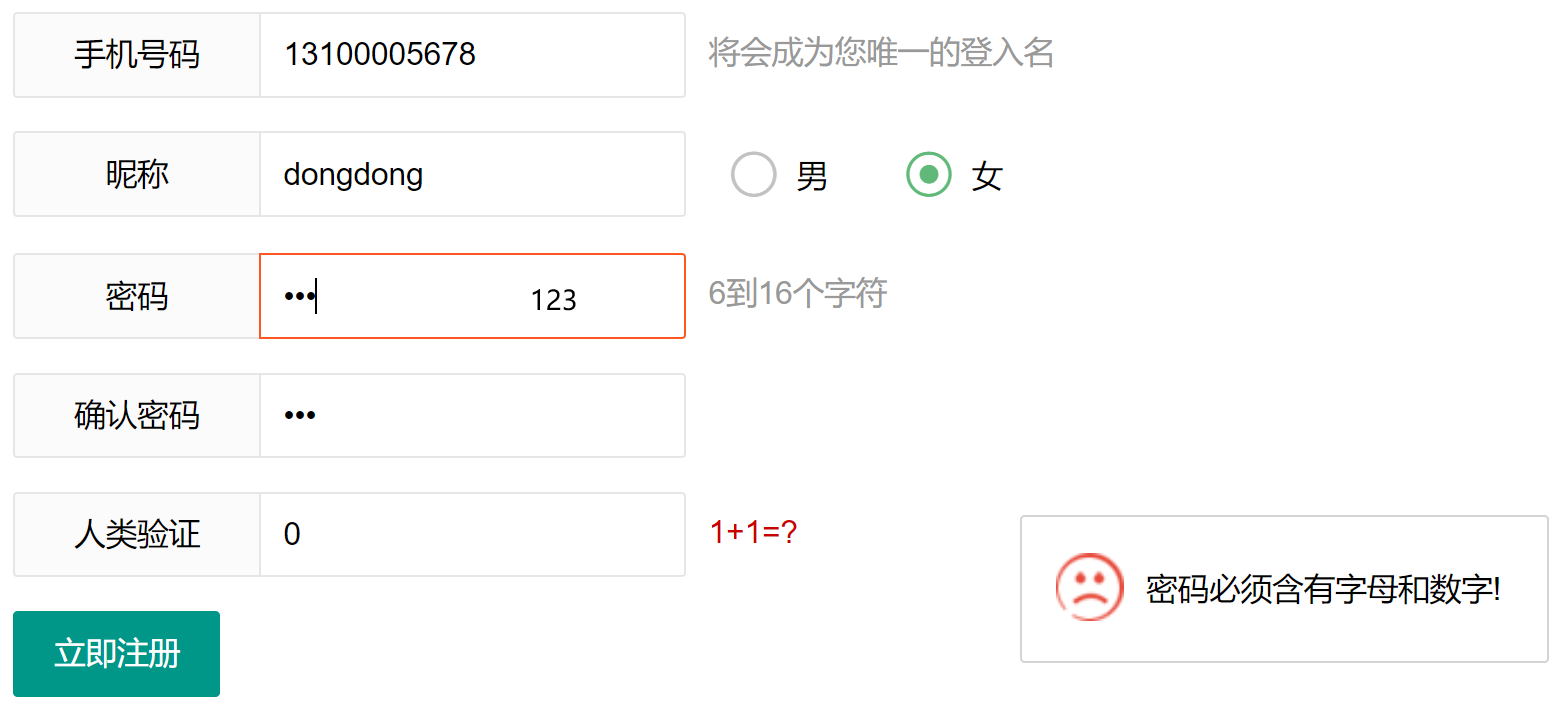 手机号码 13100005678 将会成为您唯一的登入名
昵称 dongdong 男 女
密码 ••• 123 6到16个字符
确认密码 •••
人类验证 0 1+1=?
密码必须含有字母和数字!
立即注册